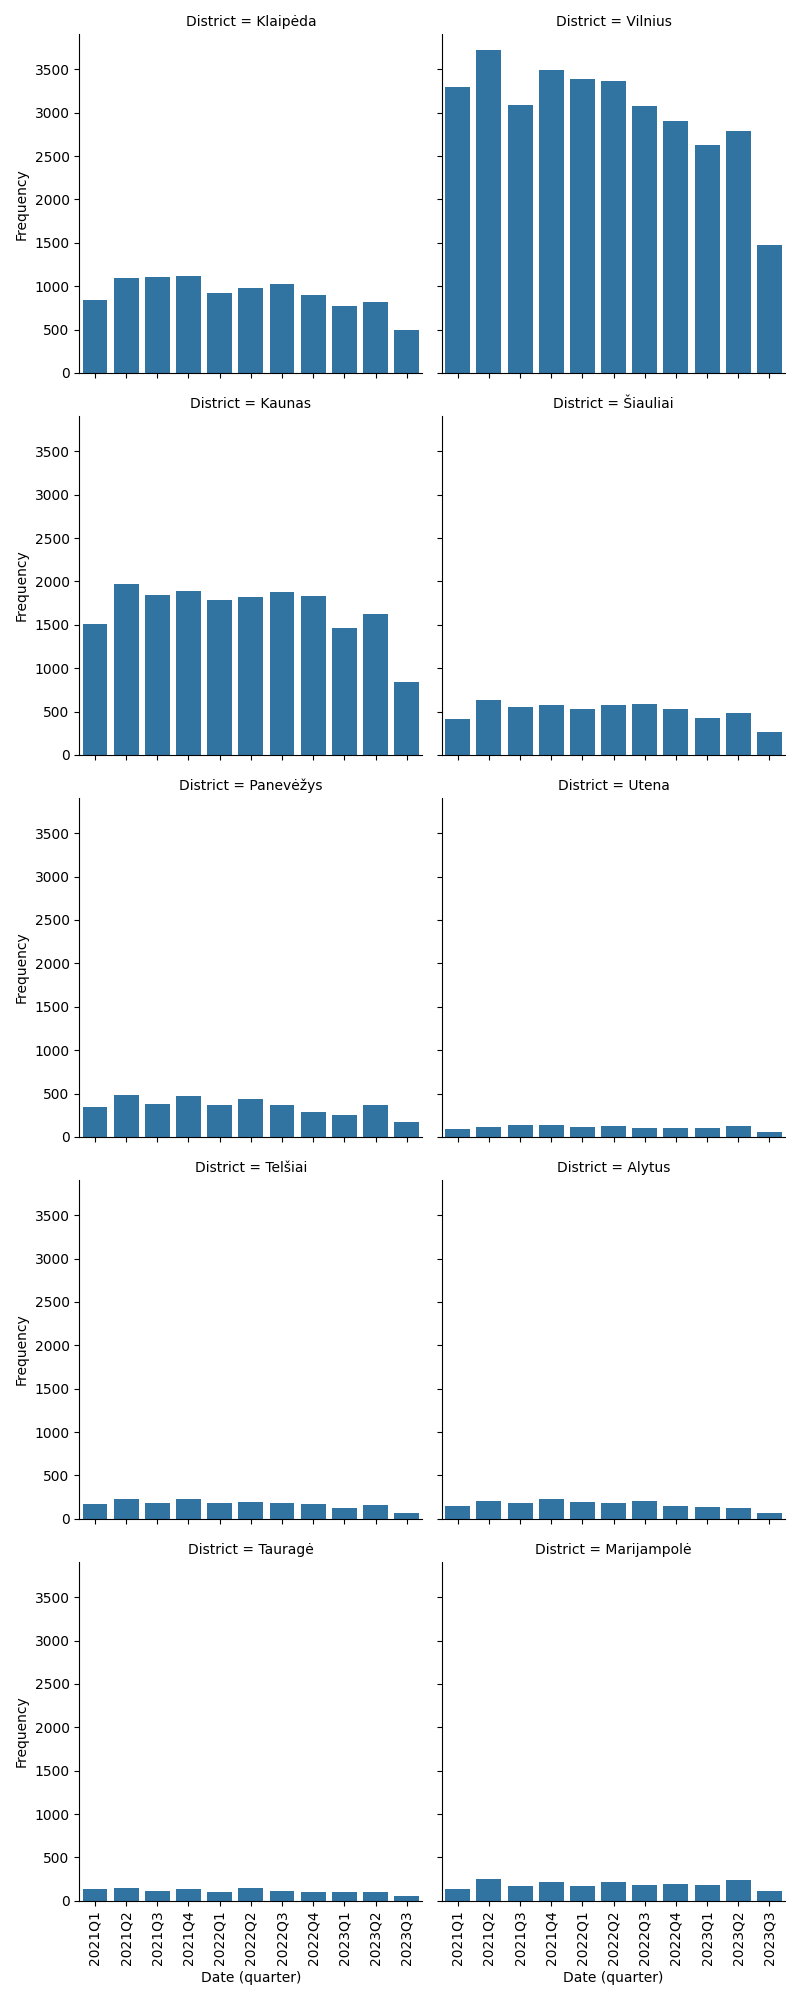 District = Klaipėda
District = Vilnius
3500
3000
2500
2000
1500
1000
500
0
Frequency
District = Kaunas
District = Šiauliai
3500
3000
2500
2000
1500
1000
500
0
Frequency
District = Panevėžys
District = Utena
3500
3000
2500
2000
1500
1000
500
0
Frequency
District = Telšiai
District = Alytus
3500
3000
2500
2000
1500
1000
500
0
Frequency
District = Tauragė
District = Marijampolė
3500
3000
2500
2000
1500
1000
500
0
Frequency
2021Q1
2021Q2
2021Q3
2021Q4
2022Q1
2022Q2
2022Q3
2022Q4
2023Q1
2023Q2
2023Q3
Date (quarter)
2021Q1
2021Q2
2021Q3
2021Q4
2022Q1
2022Q2
2022Q3
2022Q4
2023Q1
2023Q2
2023Q3
Date (quarter)